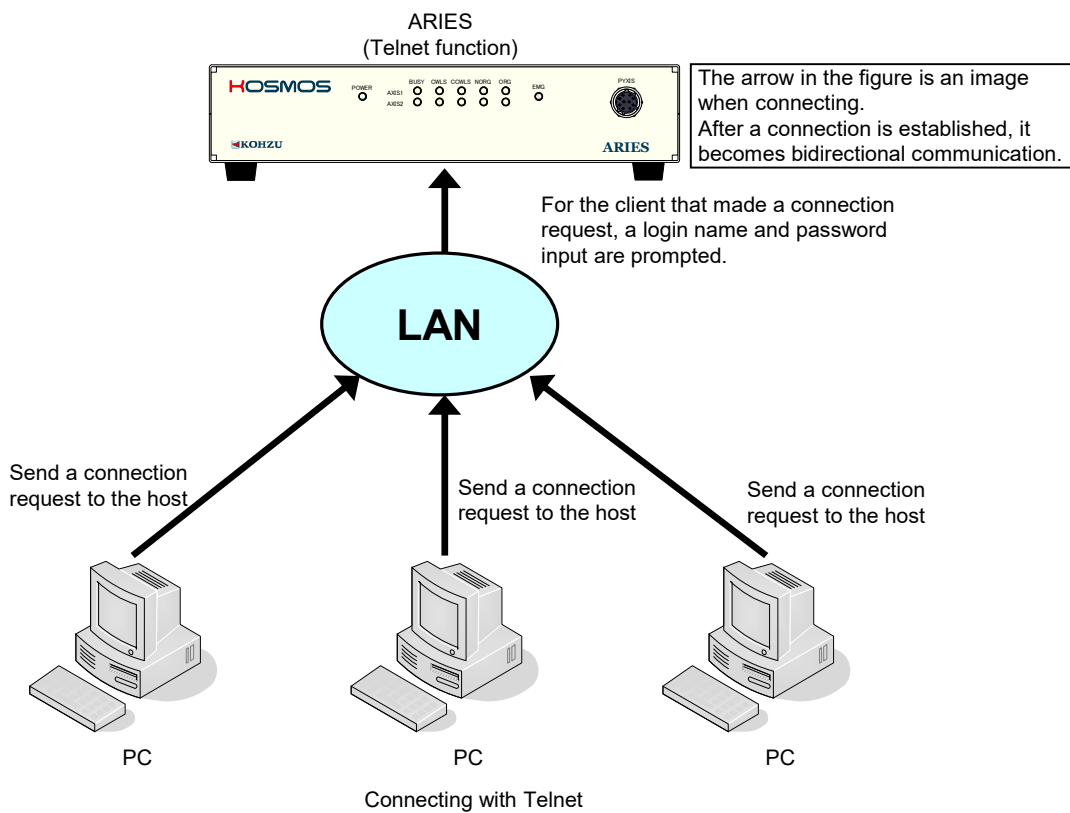 ARIES
(Telnet function)
KOSMOS
POWER
BUSY CWLS CCWLS NORG ORG
AXIS1
AXIS2
EMG
PYXIS
KOHZU
ARIES
The arrow in the figure is an image
when connecting.
After a connection is established, it
becomes bidirectional communication.
For the client that made a connection
request, a login name and password
input are prompted.
LAN
Send a connection
request to the host
Send a connection
request to the host
Send a connection
request to the host
PC
PC
PC
Connecting with Telnet